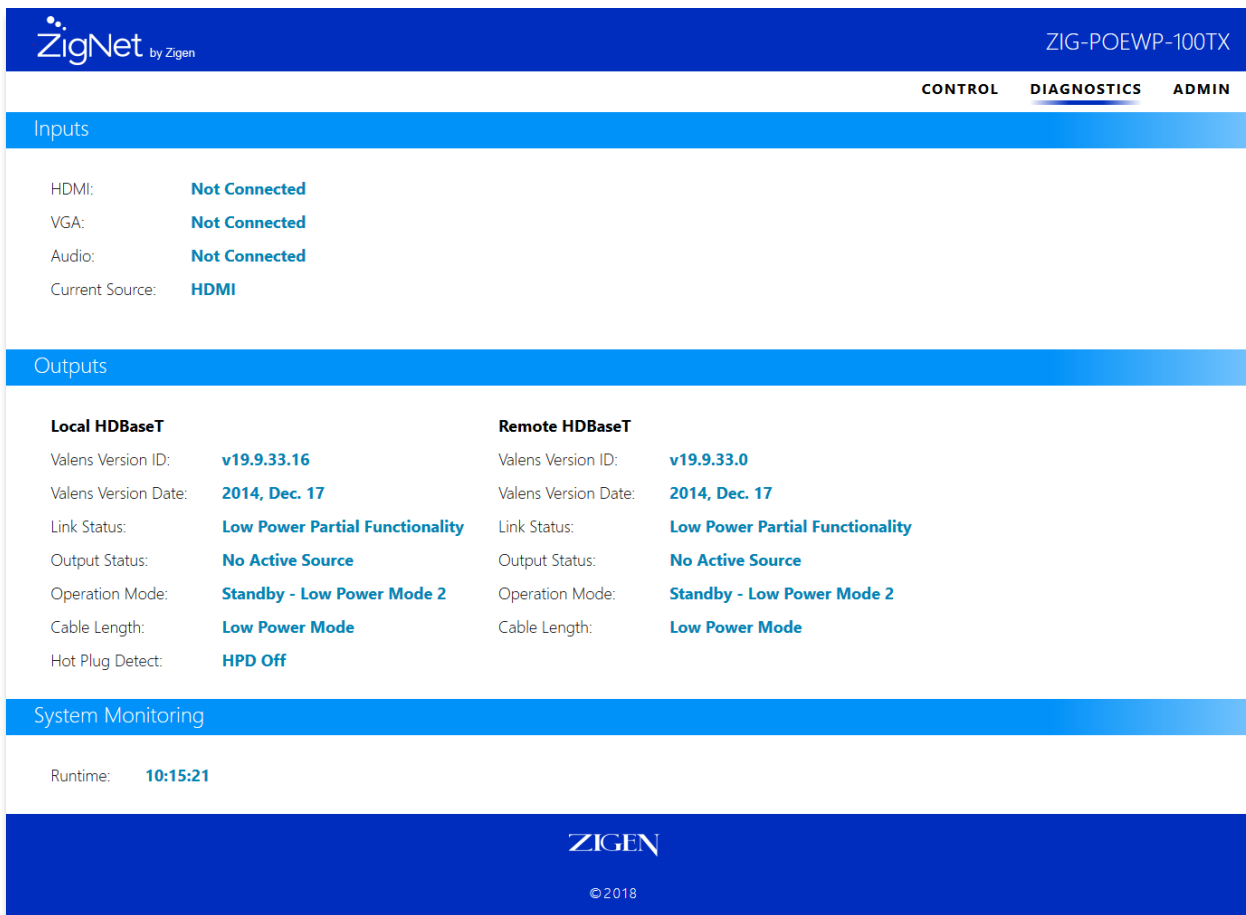 ZigNet by Zigen
ZIG-POEWP-100TX
CONTROL DIAGNOSTICS ADMIN
Inputs
HDMI: Not Connected
VGA: Not Connected
Audio: Not Connected
Current Source: HDMI
Outputs
Local HDBaseT
Valens Version ID: v19.9.33.16
Valens Version Date: 2014, Dec. 17
Link Status: Low Power Partial Functionality
Output Status: No Active Source
Operation Mode: Standby - Low Power Mode 2
Cable Length: Low Power Mode
Hot Plug Detect: HPD Off
Remote HDBaseT
Valens Version ID: v19.9.33.0
Valens Version Date: 2014, Dec. 17
Link Status: Low Power Partial Functionality
Output Status: No Active Source
Operation Mode: Standby - Low Power Mode 2
Cable Length: Low Power Mode
System Monitoring
Runtime: 10:15:21
ZIGEN
©2018